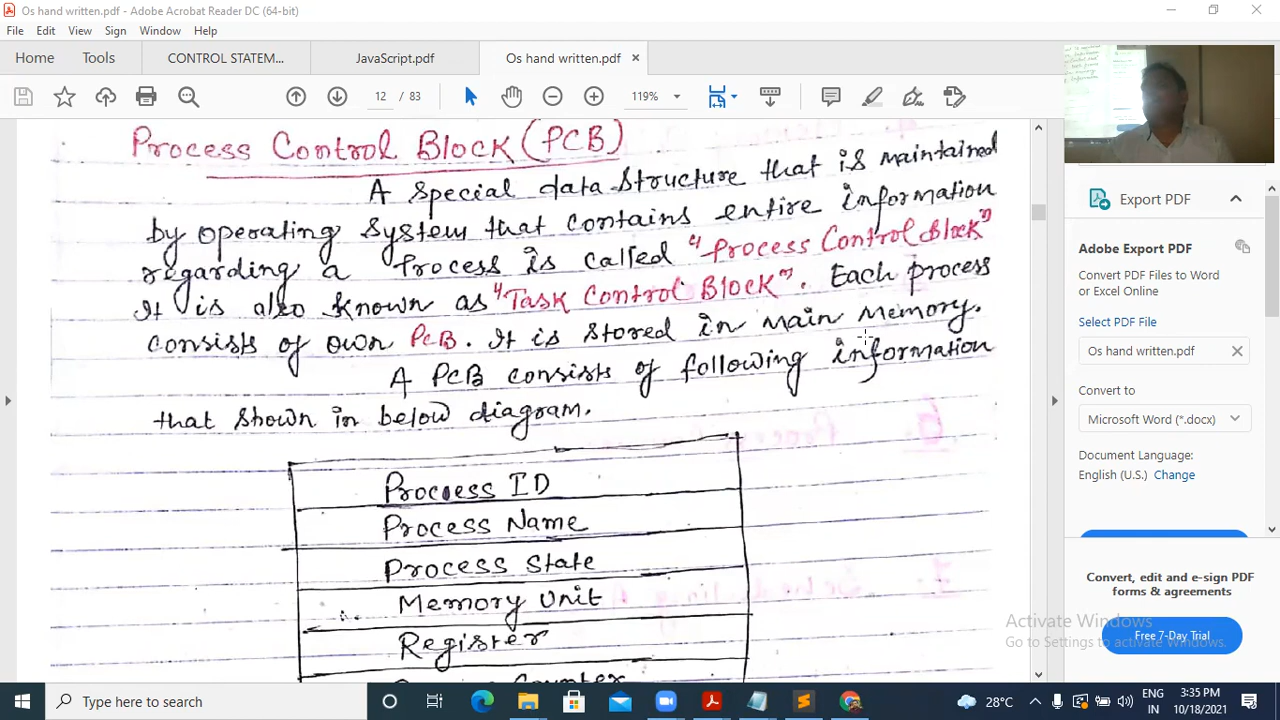 Os hand written.pdf - Adobe Acrobat Reader DC (64-bit)
File Edit View Sign Window Help
Home Tools CONTROL STATEM... JavaScript.pdf Os hand written.pdf ×
12 83 119%
Process Control Block (PCB)
A special data structure that is maintained
by operating system that contains entire information
regarding a Process is called "Process Control Block"
It is also known as "Task Control Block". Each process
consists of own PCB. It is stored in main memory.
A PCB consists of following information
that shown in below diagram.
Process ID
Process Name
Process State
Memory Unit
Register
Counter
Export PDF
Adobe Export PDF
Convert PDF Files to Word
or Excel Online
Select PDF File
Os hand written.pdf
Convert to
Microsoft Word (*.docx)
Document Language:
English (U.S.) Change
Convert, edit and e-sign PDF
forms & agreements
Free 7-Day Trial
Activate Windows
Go to Settings to activate Windows.
Type here to search
28°C
ENG
IN
3:35 PM
10/18/2021